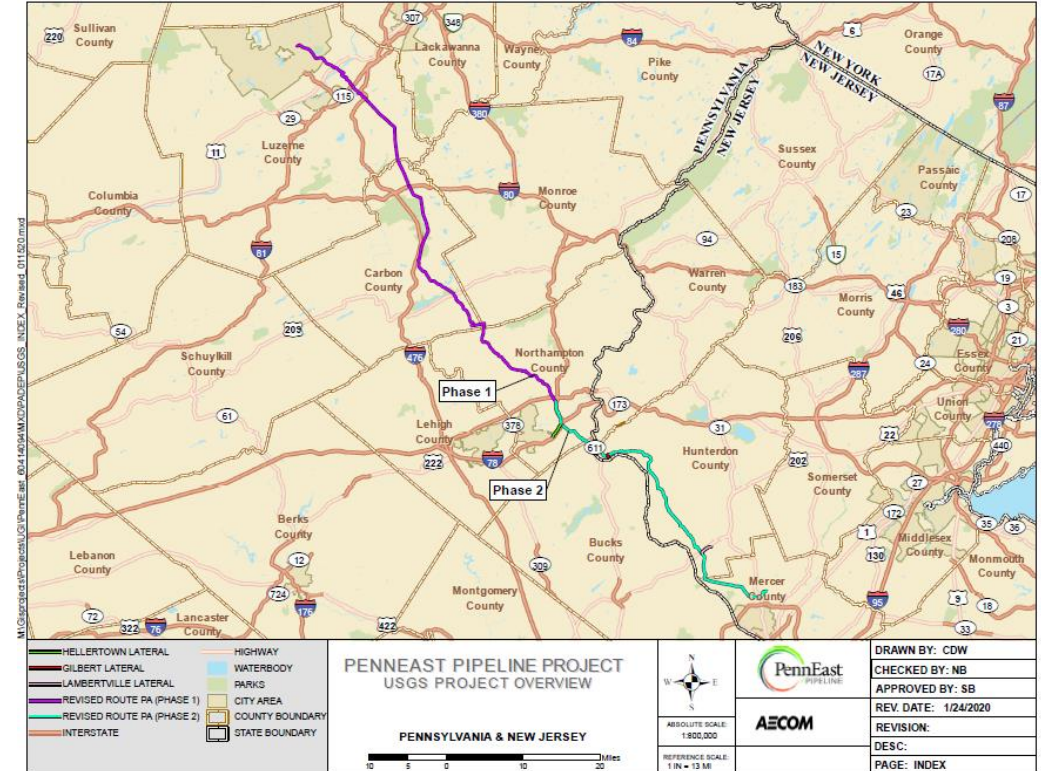 220
Sullivan
County
307
348
Lackawanna
County
Wayne
County
84
Pike
County
6
Orange
County
17A
NEW YORK
NEW JERSEY
87
PENNSYLVANIA
NEW JERSEY
115
29
380
Luzerne
County
11
Sussex
County
Passaic
County
17
Columbia
County
80
Monroe
County
23
208
81
94
15
Carbon
County
Warren
County
183
46
19
Morris
County
3
54
209
206
280
21
Schuylkill
County
476
Northampton
County
287
24
Essex
County
Phase 1
61
173
Union
County
378
31
22
278
Lehigh
County
611
440
222
78
Hunterdon
County
202
Phase 2
Somerset
County
27
172
35
36
Berks
County
Bucks
County
1
Middlesex
County
Lebanon
County
12
309
130
Monmouth
County
724
Montgomery
County
Mercer
County
176
95
9
18
72
322
76
Lancaster
County
422
33
M:\Gisprojects\Projects\UGI\PennEast_60414094\MXD\PADEP\USGS_INDEX_Revised_011520.mxd
HELLERTOWN LATERAL
GILBERT LATERAL
LAMBERTVILLE LATERAL
REVISED ROUTE PA (PHASE 1)
REVISED ROUTE PA (PHASE 2)
INTERSTATE
HIGHWAY
WATERBODY
PARKS
CITY AREA
COUNTY BOUNDARY
STATE BOUNDARY
PENNEAST PIPELINE PROJECT
USGS PROJECT OVERVIEW
PENNSYLVANIA & NEW JERSEY
10 5 0 10 20 Miles
N
W E
S
ABSOLUTE SCALE:
1:800,000
REFERENCE SCALE:
1 IN = 13 MI
PennEast
PIPELINE
AECOM
DRAWN BY: CDW
CHECKED BY: NB
APPROVED BY: SB
REV. DATE: 1/24/2020
REVISION:
DESC:
PAGE: INDEX